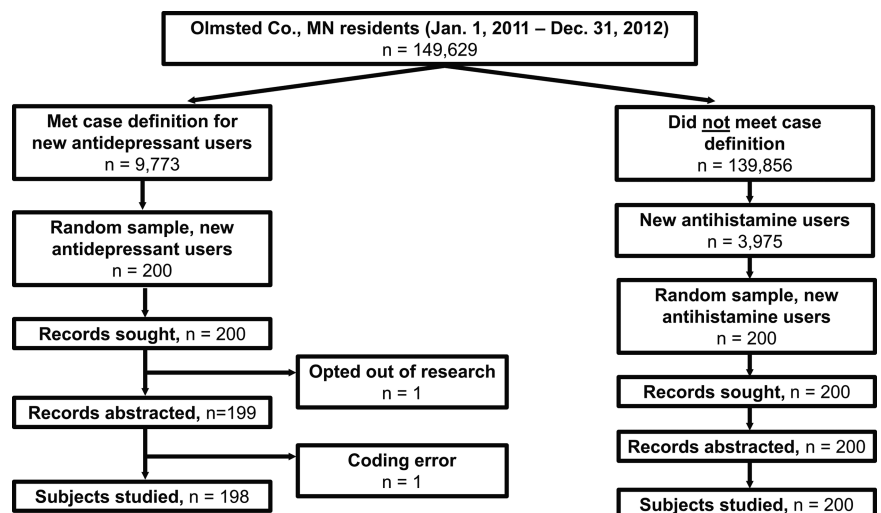 Olmsted Co., MN residents (Jan. 1, 2011 – Dec. 31, 2012)
n = 149,629
Met case definition for
new antidepressant users
n = 9,773
Random sample, new
antidepressant users
n = 200
Records sought, n = 200
Opted out of research
n = 1
Records abstracted, n=199
Coding error
n = 1
Subjects studied, n = 198
Did not meet case
definition
n = 139,856
New antihistamine users
n = 3,975
Random sample, new
antihistamine users
n = 200
Records sought, n = 200
Records abstracted, n = 200
Subjects studied, n = 200